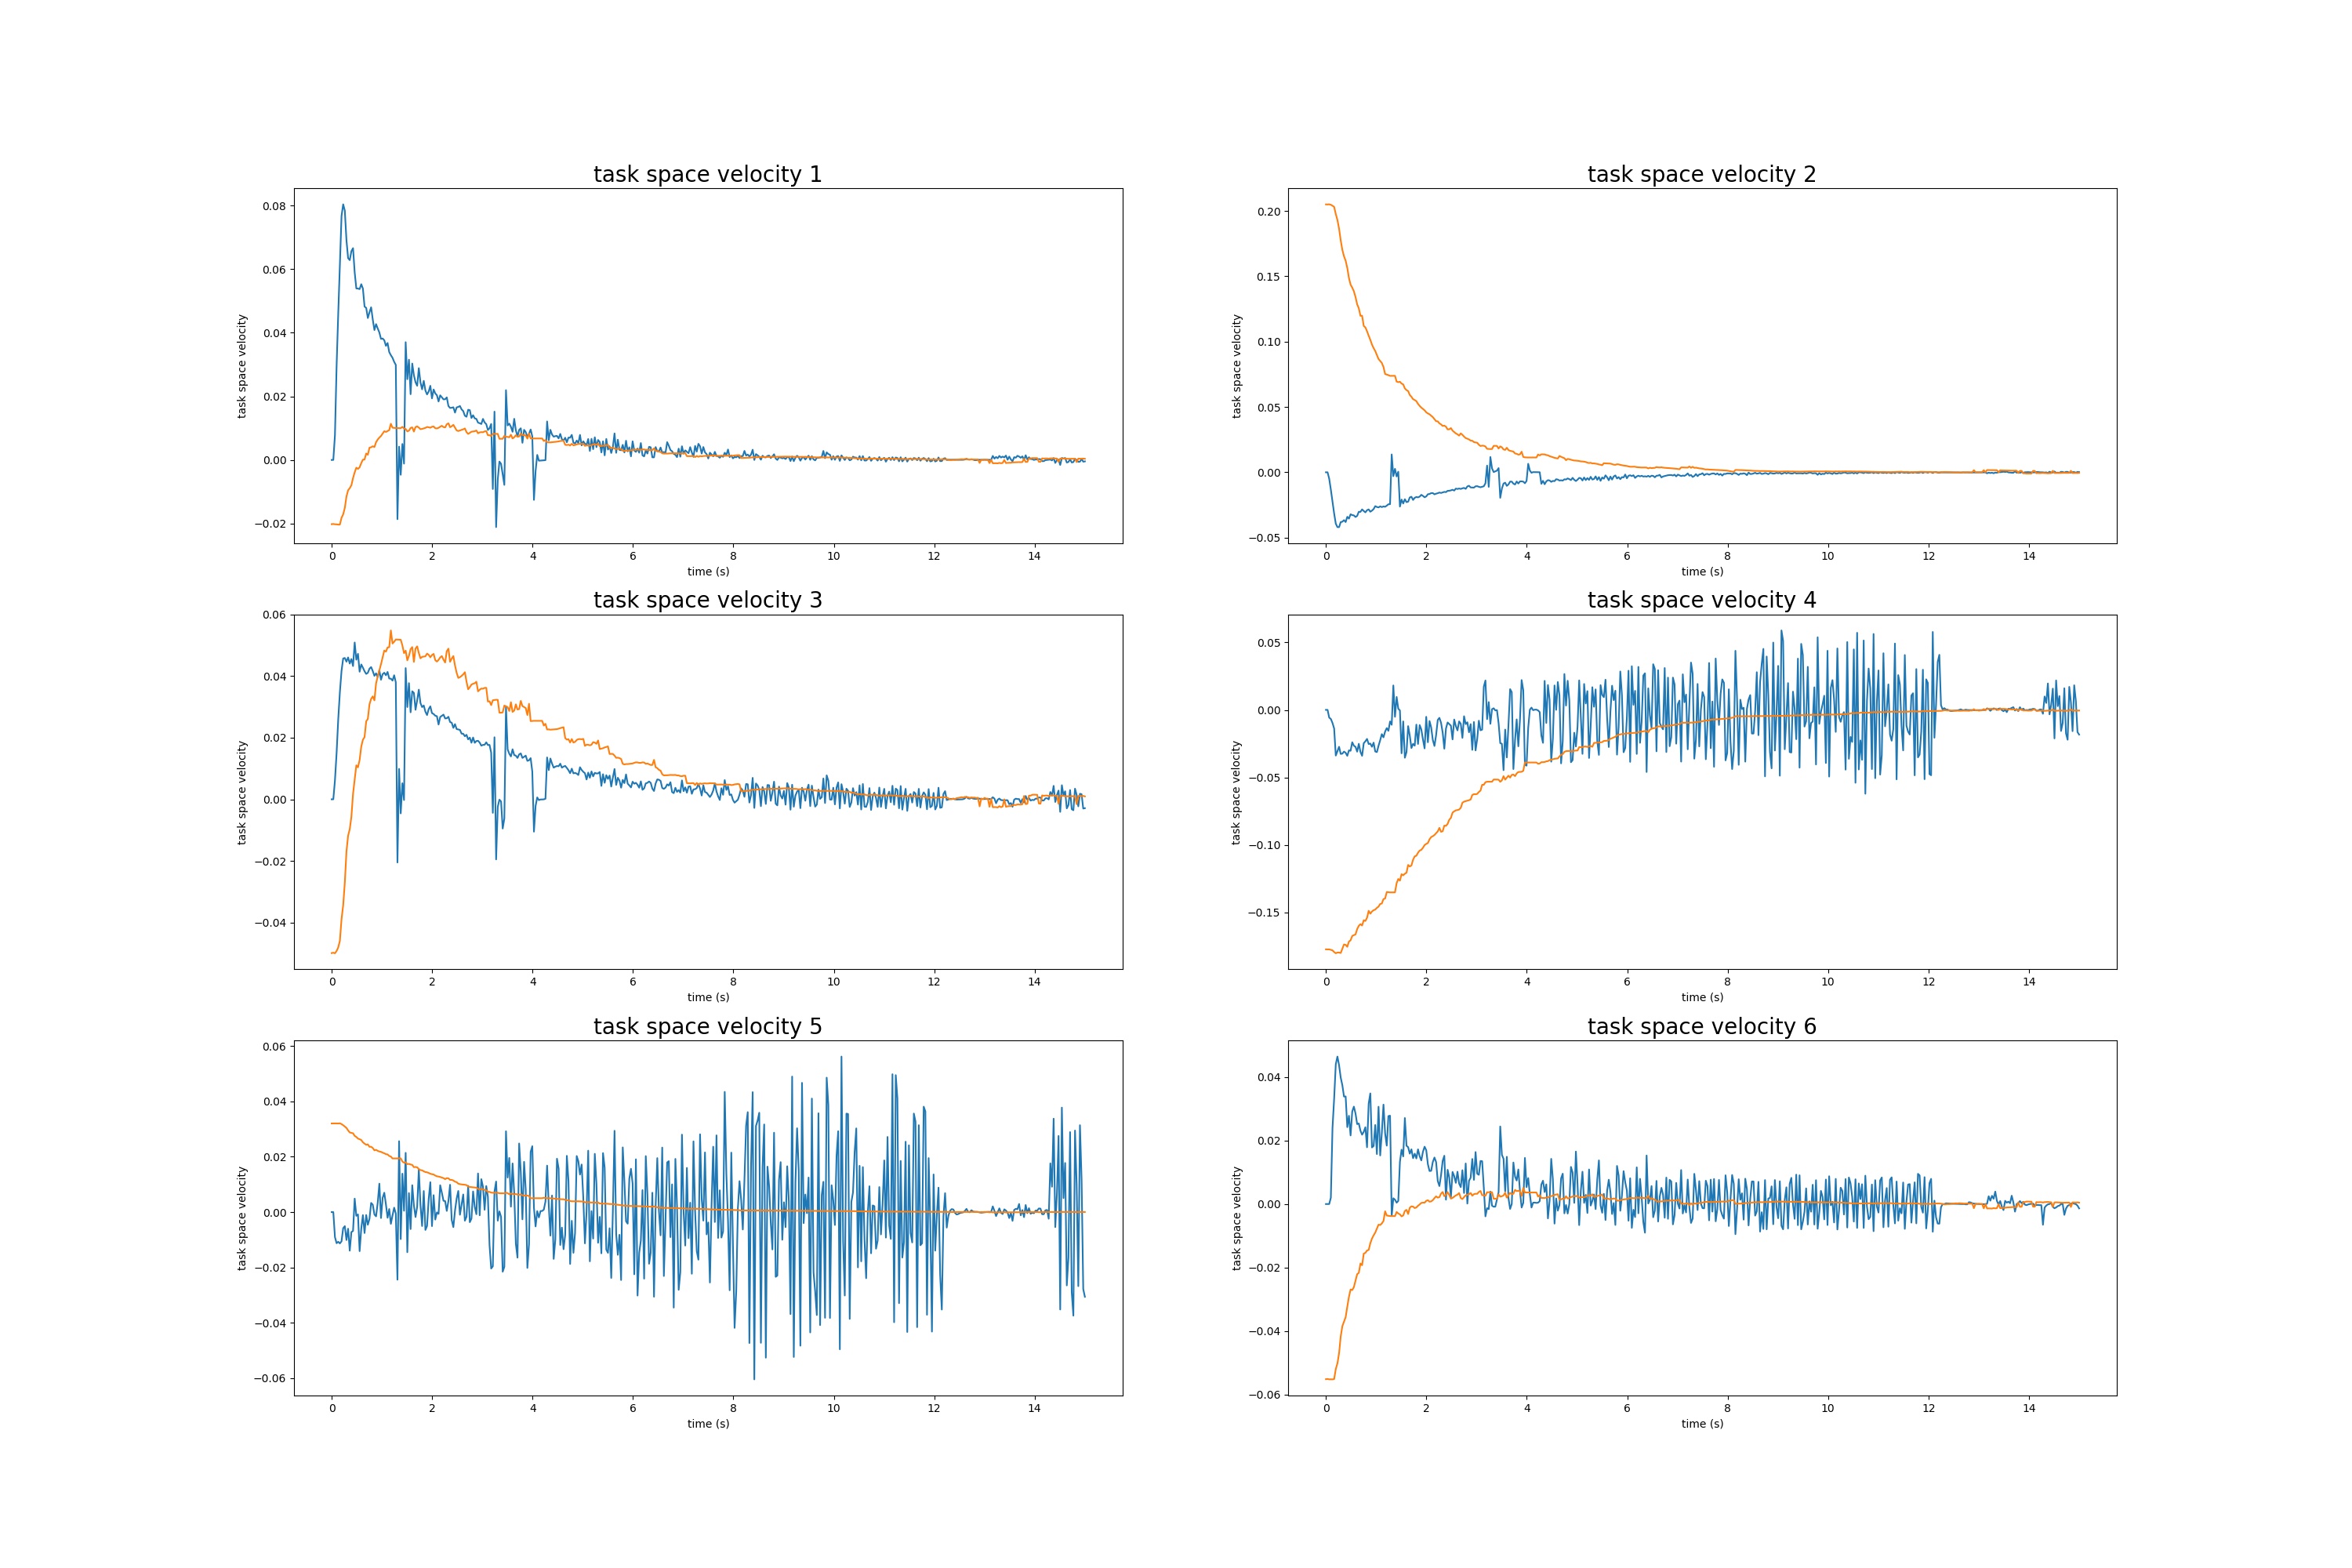 task space velocity 1
task space velocity
0.08
0.06
0.04
0.02
0.00
−0.02
0 2 4 6 8 10 12 14
time (s)
task space velocity 2
task space velocity
0.20
0.15
0.10
0.05
0.00
−0.05
0 2 4 6 8 10 12 14
time (s)
task space velocity 3
task space velocity
0.06
0.04
0.02
0.00
−0.02
−0.04
0 2 4 6 8 10 12 14
time (s)
task space velocity 4
task space velocity
0.05
0.00
−0.05
−0.10
−0.15
0 2 4 6 8 10 12 14
time (s)
task space velocity 5
task space velocity
0.06
0.04
0.02
0.00
−0.02
−0.04
−0.06
0 2 4 6 8 10 12 14
time (s)
task space velocity 6
task space velocity
0.04
0.02
0.00
−0.02
−0.04
−0.06
0 2 4 6 8 10 12 14
time (s)